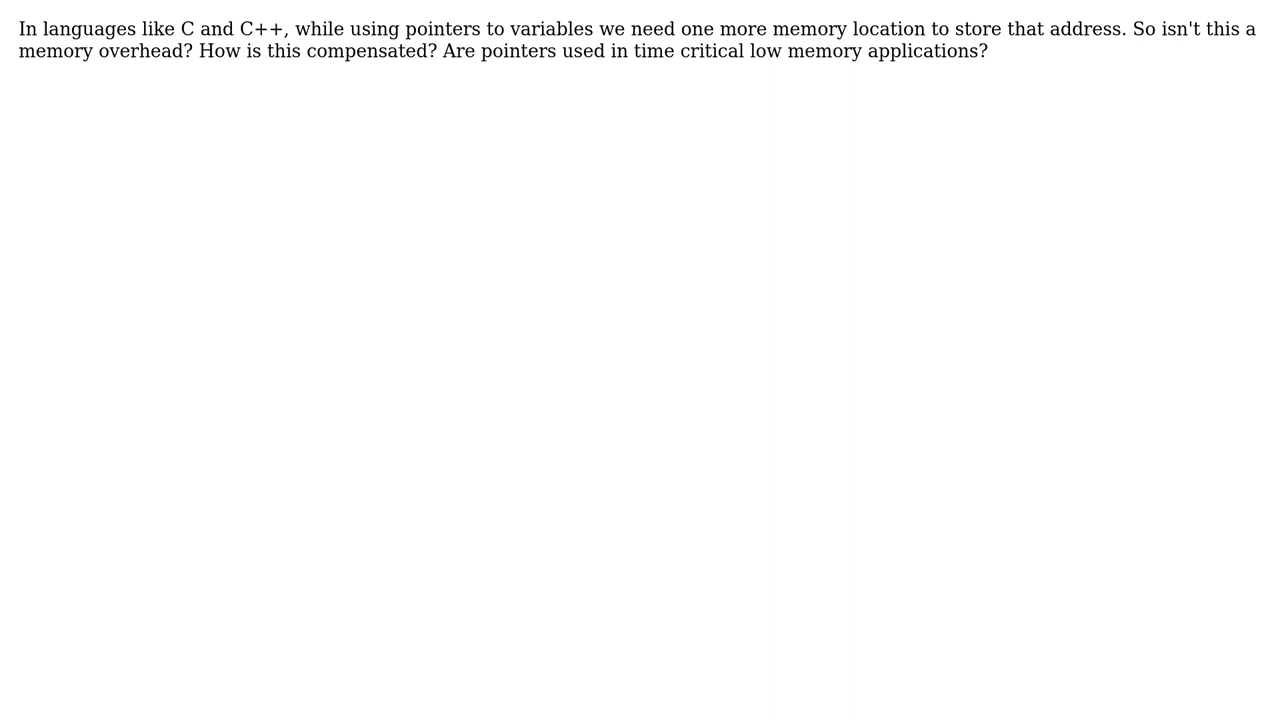 In languages like C and C++, while using pointers to variables we need one more memory location to store that address. So isn't this a
memory overhead? How is this compensated? Are pointers used in time critical low memory applications?